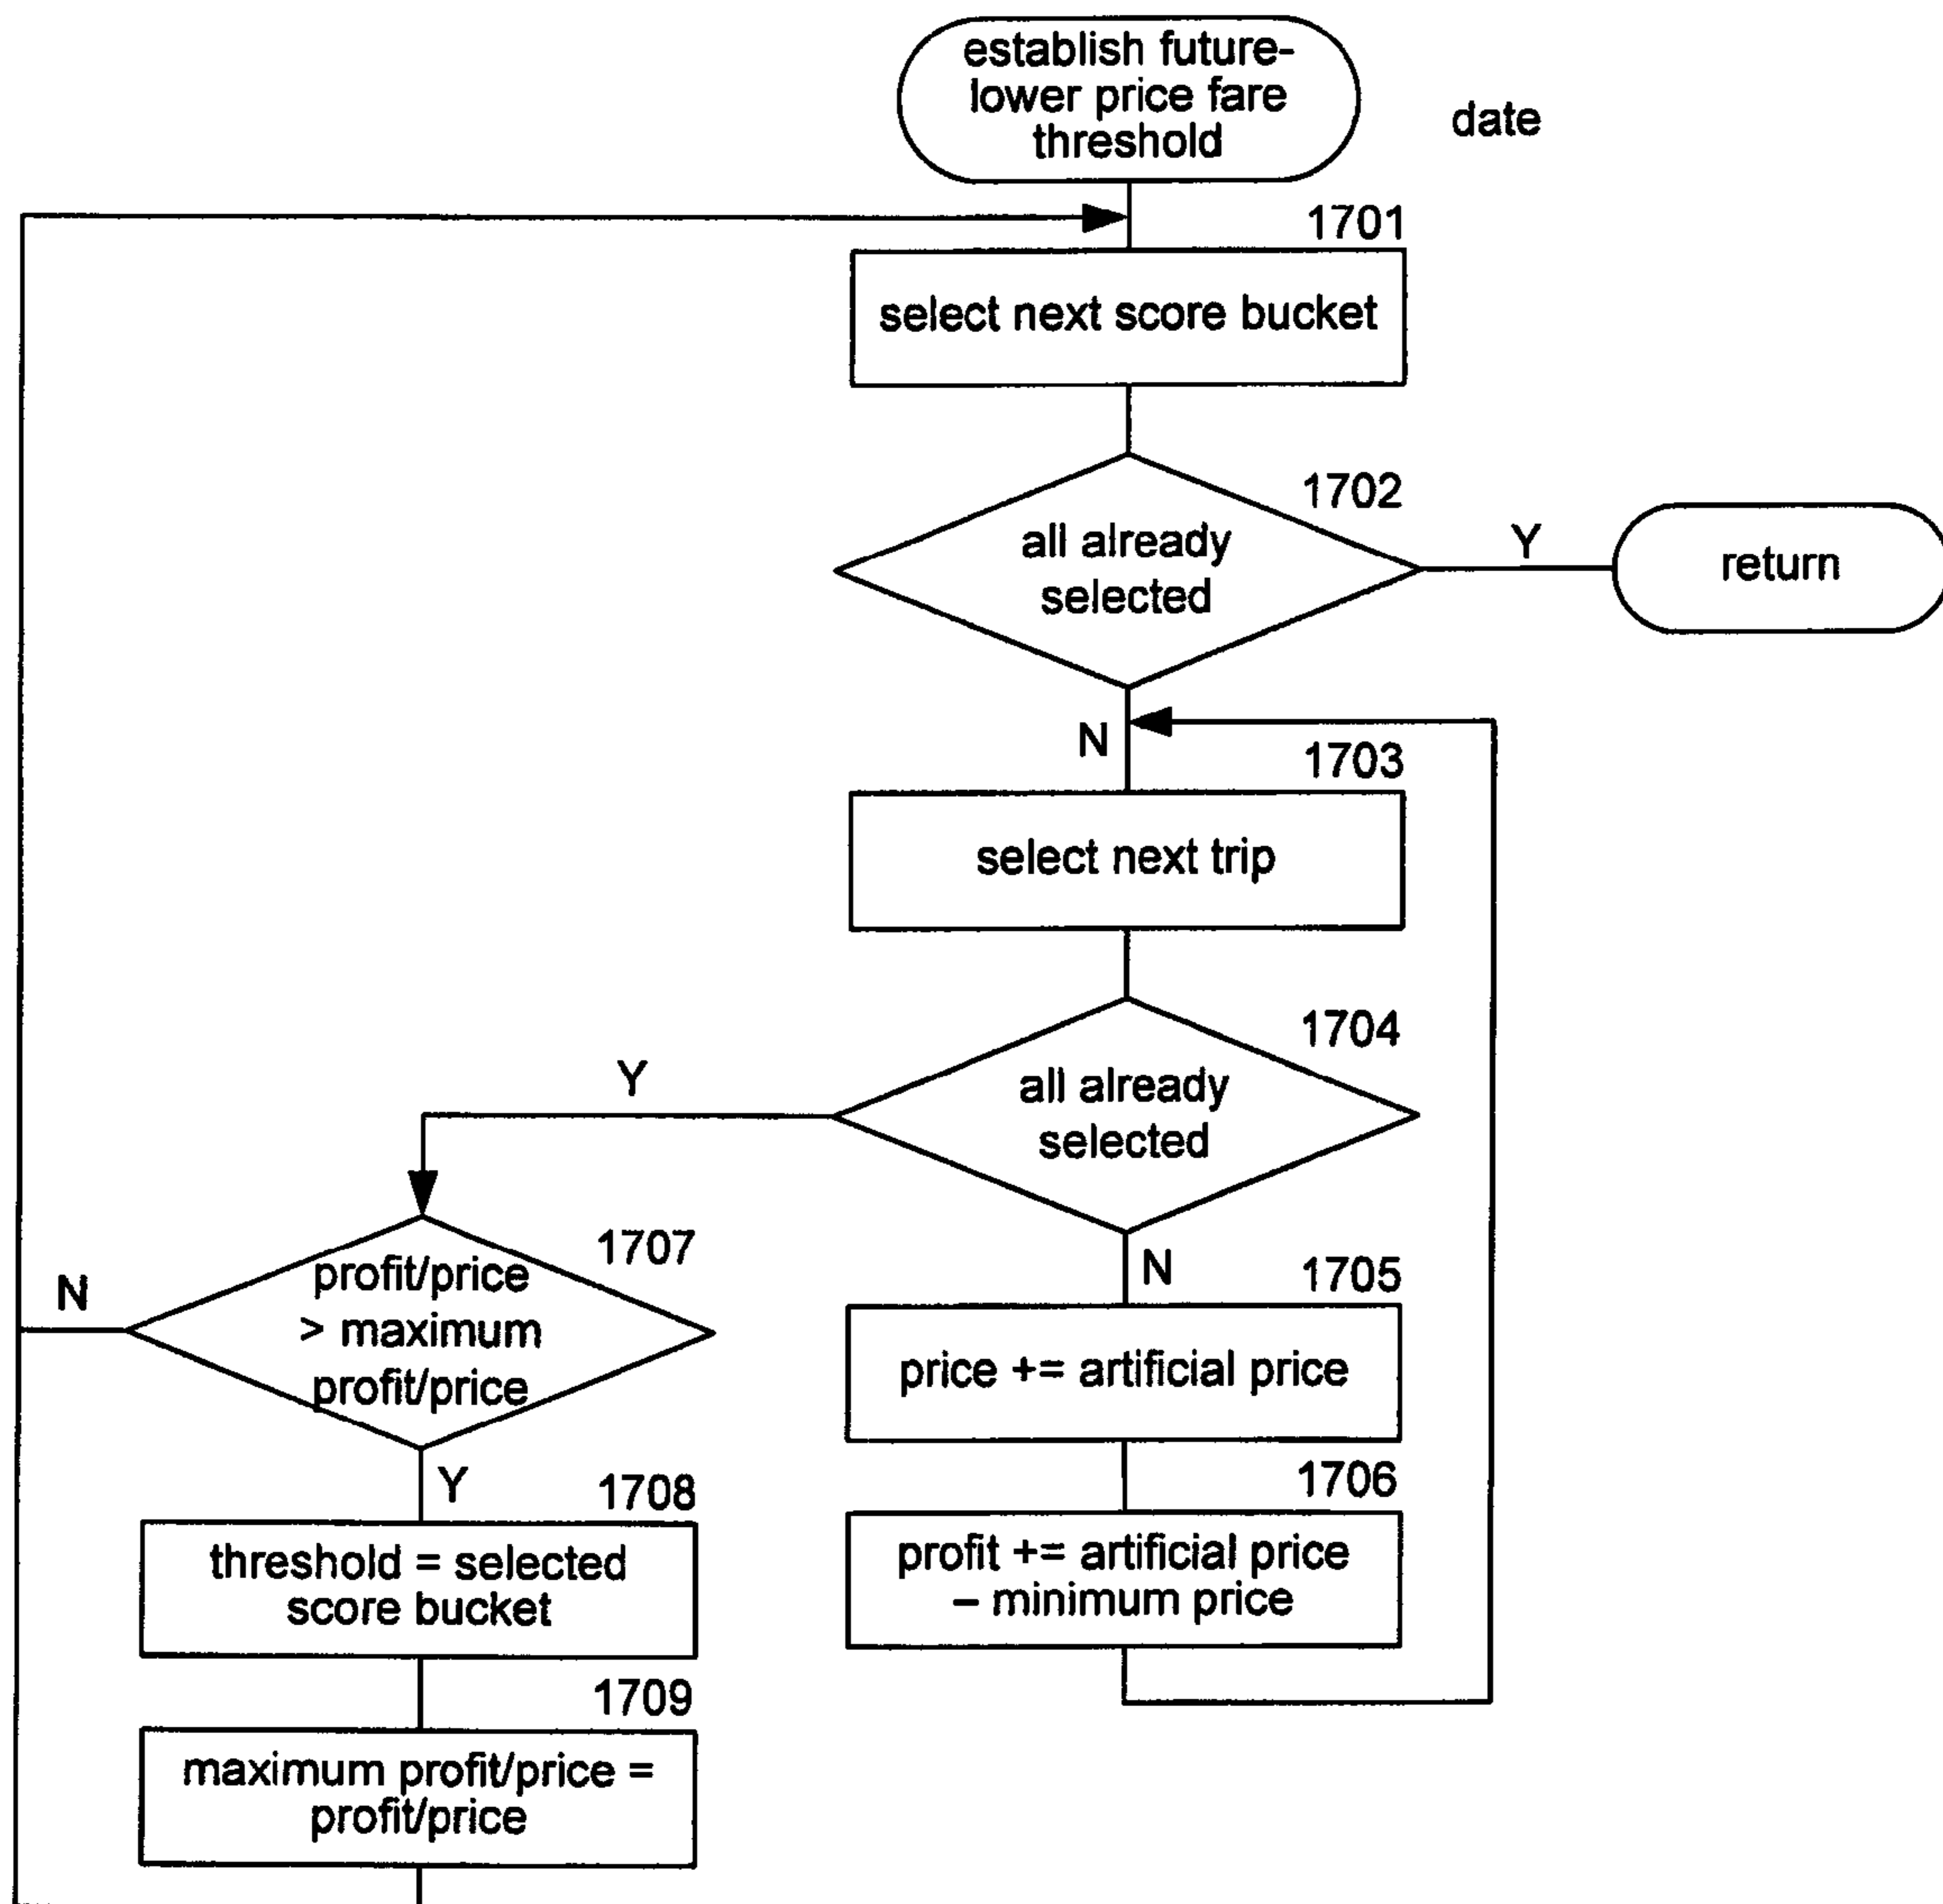 establish future-
lower price fare
threshold
date
1701
select next score bucket
1702
all already
selected
Y
return
N
1703
select next trip
1704
all already
selected
Y
N
1705
price += artificial price
1706
profit += artificial price
– minimum price
1707
profit/price
> maximum
profit/price
N
Y
1708
threshold = selected
score bucket
1709
maximum profit/price =
profit/price